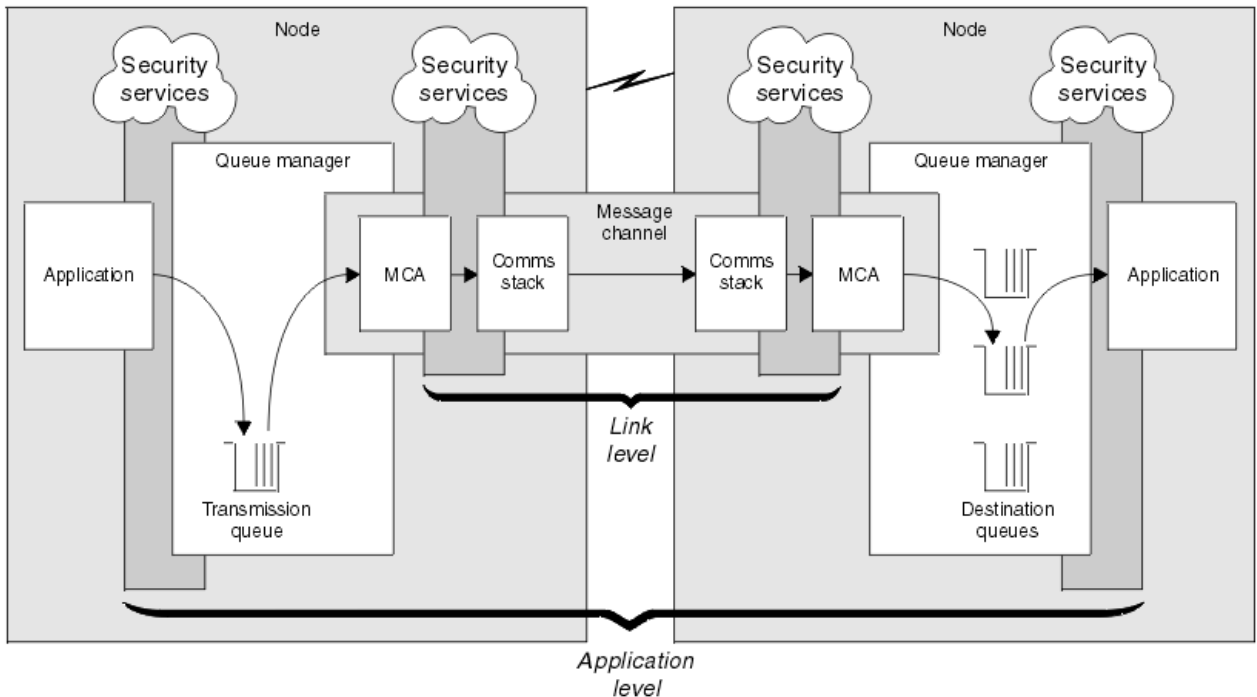 Node
Node
Security
services
Security
services
Security
services
Security
services
Queue manager
Queue manager
Message
channel
Application
MCA
Comms
stack
Comms
stack
MCA
Application
Link
level
Transmission
queue
Destination
queues
Application
level